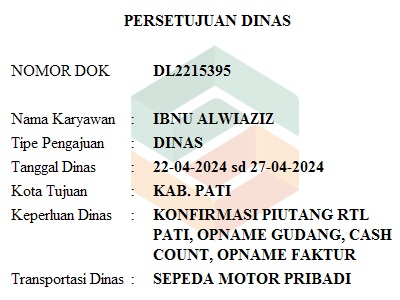 PERSETUJUAN DINAS
NOMOR DOK DL2215395
Nama Karyawan : IBNU ALWIAZIZ
Tipe Pengajuan : DINAS
Tanggal Dinas : 22-04-2024 sd 27-04-2024
Kota Tujuan : KAB. PATI
Keperluan Dinas : KONFIRMASI PIUTANG RTL
PATI, OPNAME GUDANG, CASH
COUNT, OPNAME FAKTUR
Transportasi Dinas : SEPEDA MOTOR PRIBADI